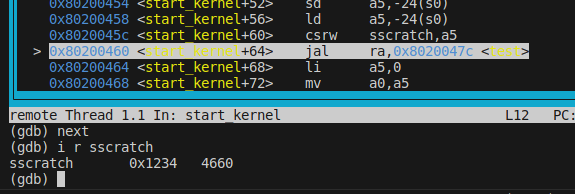 0x80200454 <start_kernel+52> sd a5,-24(s0)
0x80200458 <start_kernel+56> ld a5,-24(s0)
0x8020045c <start_kernel+60> csrw sscratch,a5
> 0x80200460 <start_kernel+64> jal ra,0x8020047c <test>
0x80200464 <start_kernel+68> li a5,0
0x80200468 <start_kernel+72> mv a0,a5
remote Thread 1.1 In: start_kernel L12 PC:
(gdb) next
(gdb) i r sscratch
sscratch 0x1234 4660
(gdb)